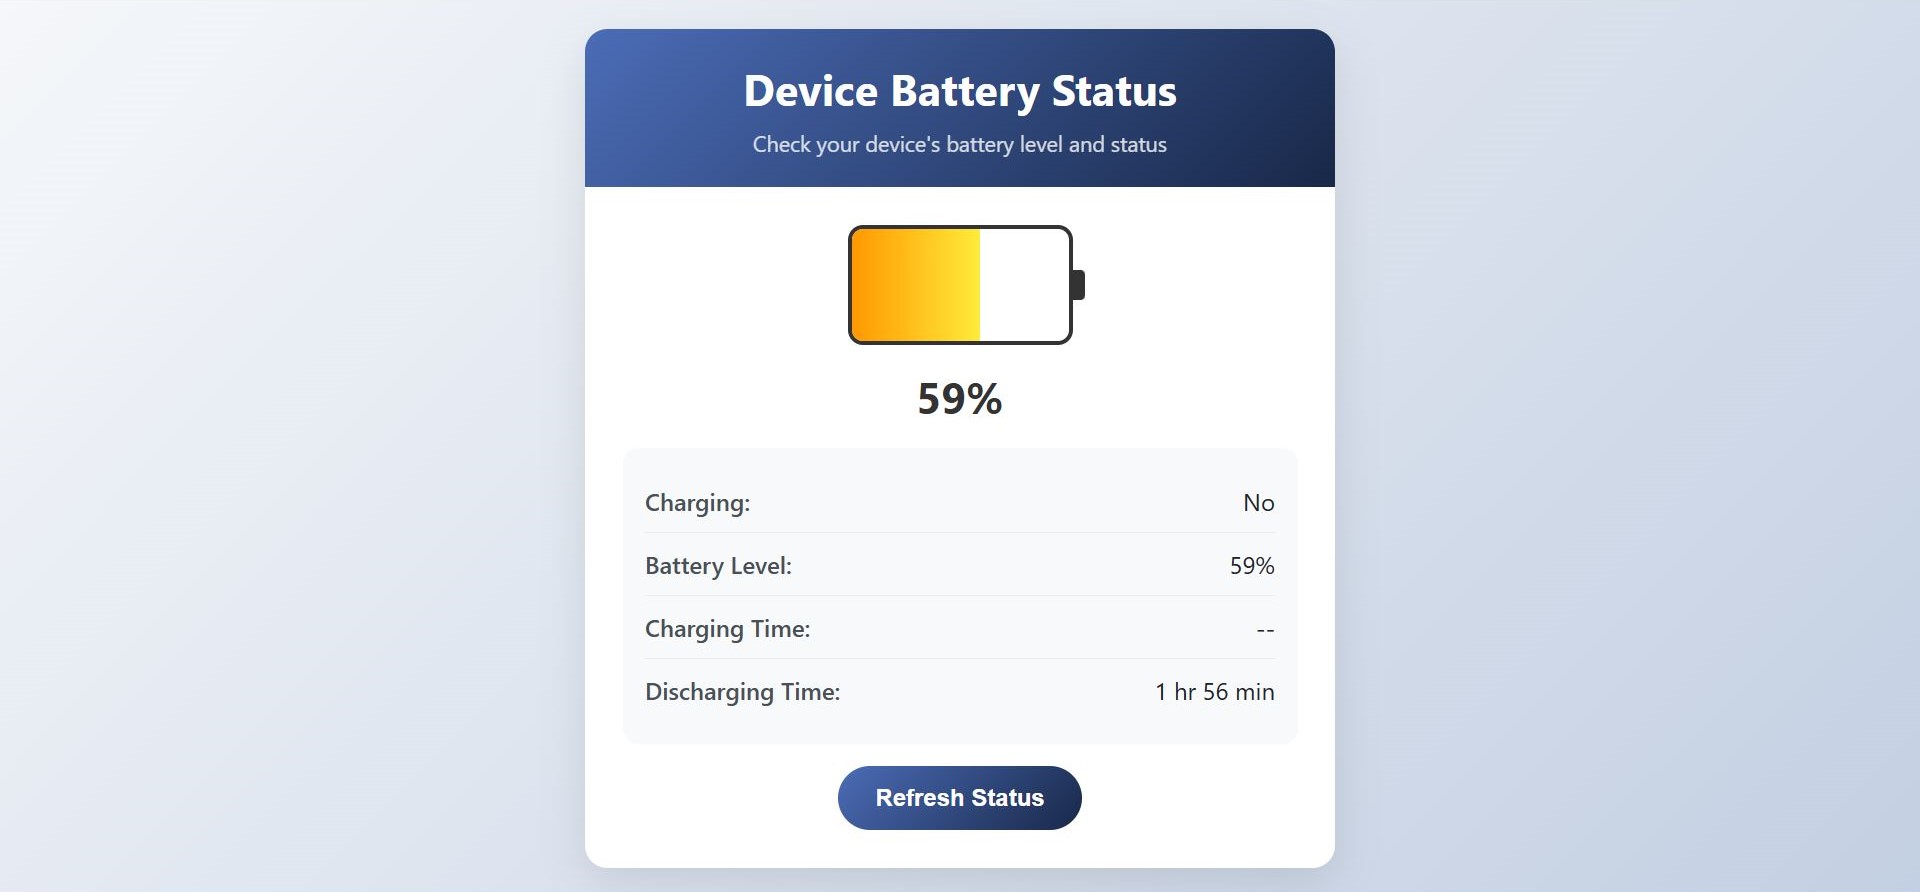 Device Battery Status
Check your device's battery level and status
59%
Charging: No
Battery Level: 59%
Charging Time: --
Discharging Time: 1 hr 56 min
Refresh Status